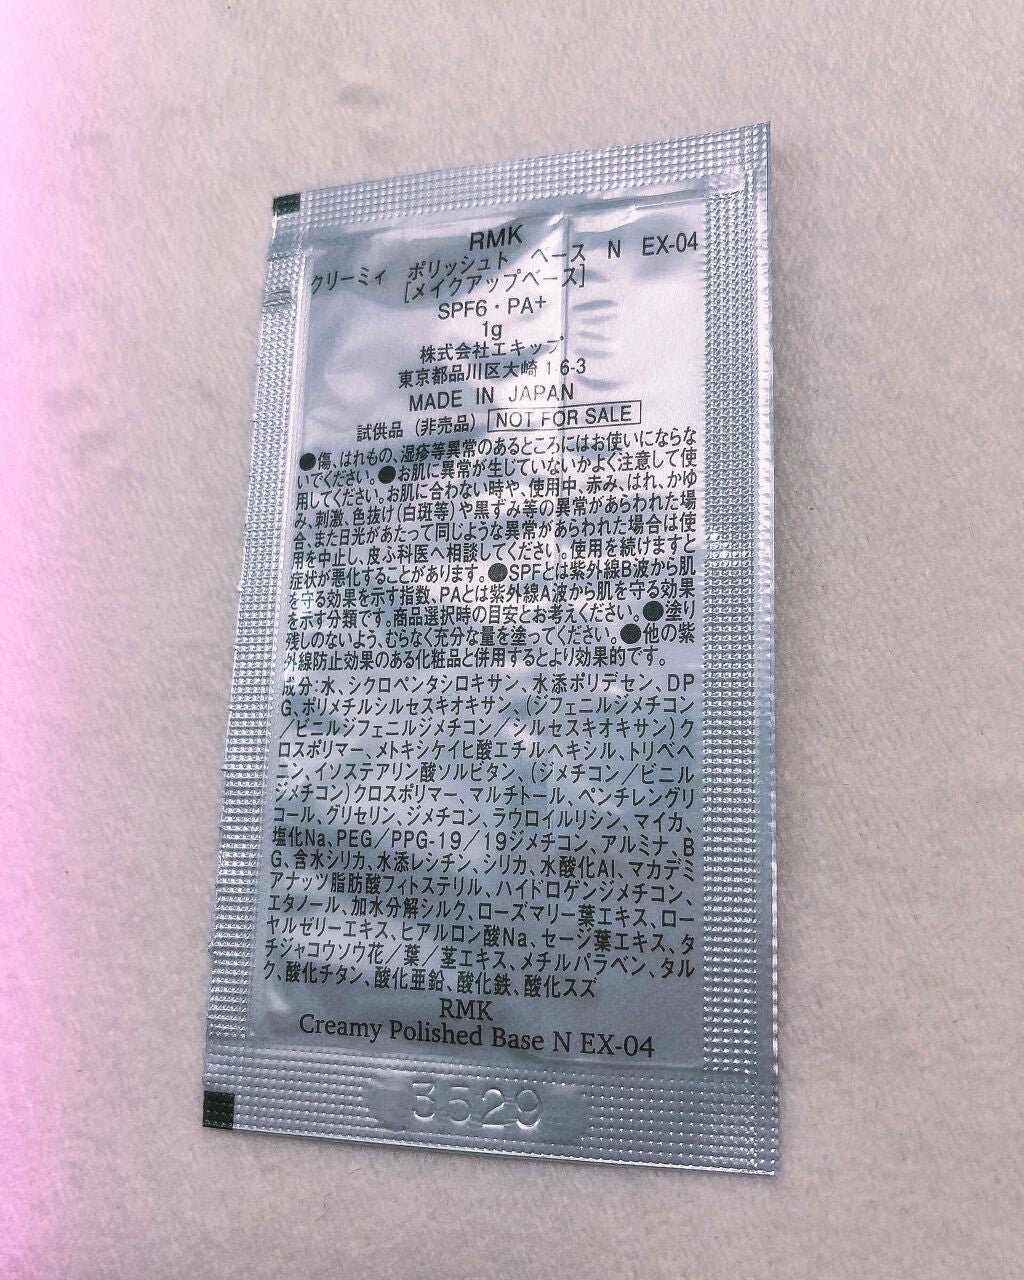 RMK
クリーミィ ポリッシュト ベース N EX-04
[メイクアップベース]
SPF6・PA+
1g
株式会社エキップ
東京都品川区大崎 1-6-3
MADE IN JAPAN
試供品（非売品） NOT FOR SALE
●傷、はれもの、湿疹等異常のあるところにはお使いにならな
いでください。●お肌に異常が生じていないかよく注意して使
用してください。お肌に合わない時や、使用中、赤み、はれ、かゆ
み、刺激、色抜け（白斑等）や黒ずみ等の異常があらわれた場
合、また日光があたって同じような異常があらわれた場合は使
用を中止し、皮ふ科医へ相談してください。使用を続けますと
症状が悪化することがあります。●SPFとは紫外線B波から肌
を守る効果を示す指数、PAとは紫外線A波から肌を守る効果
を示す分類です。商品選択時の目安とお考えください。●塗り
残しのないよう、むらなく充分な量を塗ってください。●他の紫
外線防止効果のある化粧品と併用するとより効果的です。
成分：水、シクロペンタシロキサン、水添ポリデセン、DP
G、ポリメチルシルセスキオキサン、（ジフェニルジメチコン
／ビニルジフェニルジメチコン／シルセスキオキサン）ク
ロスポリマー、メトキシケイヒ酸エチルヘキシル、トリベヘ
ニン、イソステアリン酸ソルビタン、（ジメチコン／ビニル
ジメチコン）クロスポリマー、マルチトール、ペンチレングリ
コール、グリセリン、ジメチコン、ラウロイルリシン、マイカ、
塩化Na、PEG／PPG-19／19ジメチコン、アルミナ、B
G、含水シリカ、水添レシチン、シリカ、水酸化Al、マカデミ
アナッツ脂肪酸フィトステリル、ハイドロゲンジメチコン、
エタノール、加水分解シルク、ローズマリー葉エキス、ロー
ヤルゼリーエキス、ヒアルロン酸Na、セージ葉エキス、タ
チジャコウソウ花／葉／茎エキス、メチルパラベン、タル
ク、酸化チタン、酸化亜鉛、酸化鉄、酸化スズ
RMK
Creamy Polished Base N EX-04
3529